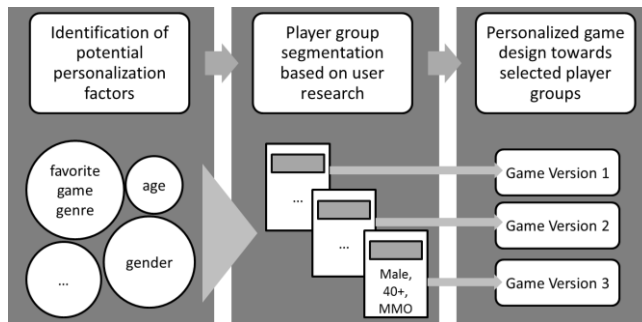 Identification of
potential
personalization
factors
Player group
segmentation
based on user
research
Personalized game
design towards
selected player
groups
favorite
game
genre
age
...
gender
...
...
Male,
40+,
MMO
Game Version 1
Game Version 2
Game Version 3